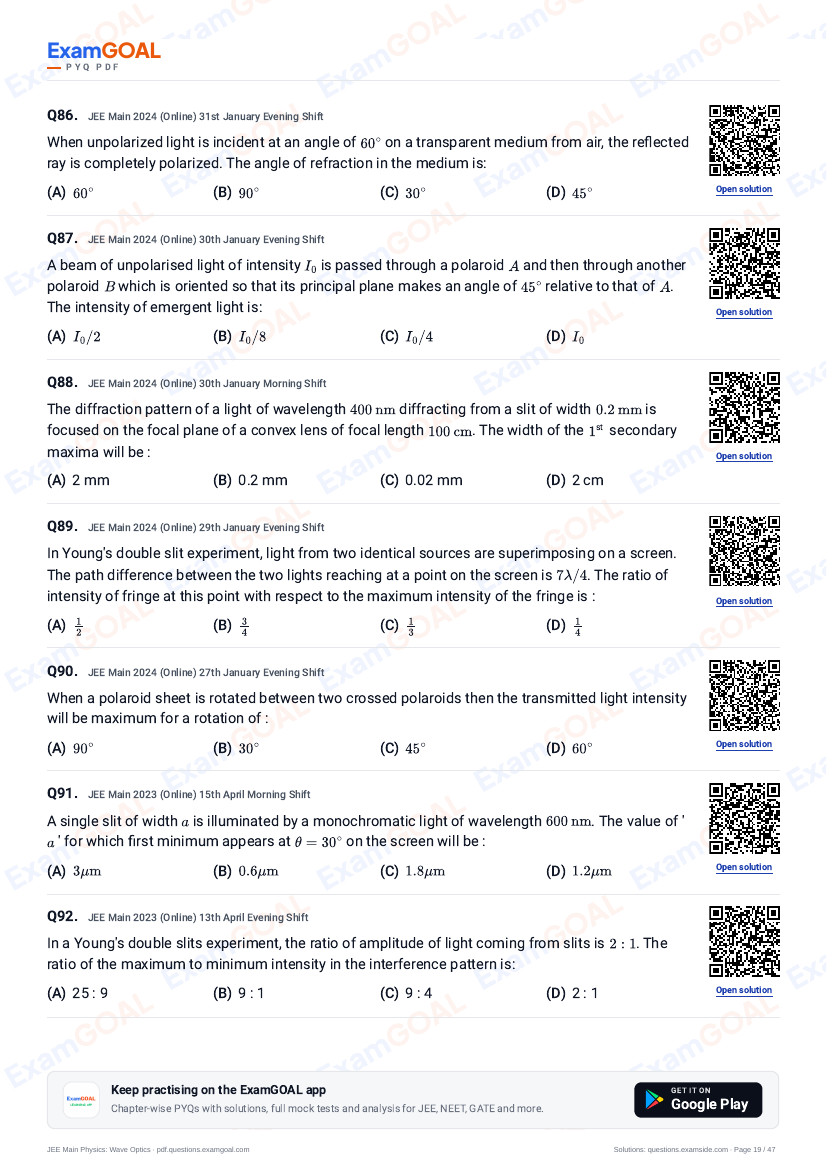 ExamGOAL
PYQ PDF
Q86. JEE Main 2024 (Online) 31st January Evening Shift
When unpolarized light is incident at an angle of 60° on a transparent medium from air, the reflected
ray is completely polarized. The angle of refraction in the medium is:
(A) 60° (B) 90° (C) 30° (D) 45°
Open solution
Q87. JEE Main 2024 (Online) 30th January Evening Shift
A beam of unpolarised light of intensity I₀ is passed through a polaroid A and then through another
polaroid B which is oriented so that its principal plane makes an angle of 45° relative to that of A.
The intensity of emergent light is:
(A) I₀/2 (B) I₀/8 (C) I₀/4 (D) I₀
Open solution
Q88. JEE Main 2024 (Online) 30th January Morning Shift
The diffraction pattern of a light of wavelength 400 nm diffracting from a slit of width 0.2 mm is
focused on the focal plane of a convex lens of focal length 100 cm. The width of the 1ˢᵗ secondary
maxima will be :
(A) 2 mm (B) 0.2 mm (C) 0.02 mm (D) 2 cm
Open solution
Q89. JEE Main 2024 (Online) 29th January Evening Shift
In Young's double slit experiment, light from two identical sources are superimposing on a screen.
The path difference between the two lights reaching at a point on the screen is 7λ/4. The ratio of
intensity of fringe at this point with respect to the maximum intensity of the fringe is :
(A) 1/2 (B) 3/4 (C) 1/3 (D) 1/4
Open solution
Q90. JEE Main 2024 (Online) 27th January Evening Shift
When a polaroid sheet is rotated between two crossed polaroids then the transmitted light intensity
will be maximum for a rotation of :
(A) 90° (B) 30° (C) 45° (D) 60°
Open solution
Q91. JEE Main 2023 (Online) 15th April Morning Shift
A single slit of width a is illuminated by a monochromatic light of wavelength 600 nm. The value of '
a ' for which first minimum appears at θ = 30° on the screen will be :
(A) 3μm (B) 0.6μm (C) 1.8μm (D) 1.2μm
Open solution
Q92. JEE Main 2023 (Online) 13th April Evening Shift
In a Young's double slits experiment, the ratio of amplitude of light coming from slits is 2 : 1. The
ratio of the maximum to minimum intensity in the interference pattern is:
(A) 25 : 9 (B) 9 : 1 (C) 9 : 4 (D) 2 : 1
Open solution
ExamGOAL
Keep practising on the ExamGOAL app
Chapter-wise PYQs with solutions, full mock tests and analysis for JEE, NEET, GATE and more.
GET IT ON
Google Play
JEE Main Physics: Wave Optics · pdf.questions.examgoal.com
Solutions: questions.examside.com · Page 19 / 47